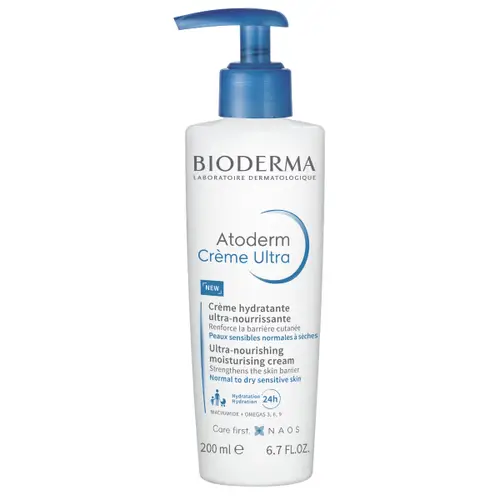 BIODERMA
LABORATOIRE DERMATOLOGIQUE
Atoderm
Crème Ultra
NEW
Crème hydratante
ultra-nourrissante
Renforce la barrière cutanée
Peaux sensibles normales à sèches
Ultra-nourishing
moisturising cream
Strengthens the skin barrier
Normal to dry sensitive skin
Hydratation
Hydration
24h
NIACINAMIDE + OMEGAS 3, 6, 9
Care first. NAOS
200 ml e 6.7 FL.OZ.